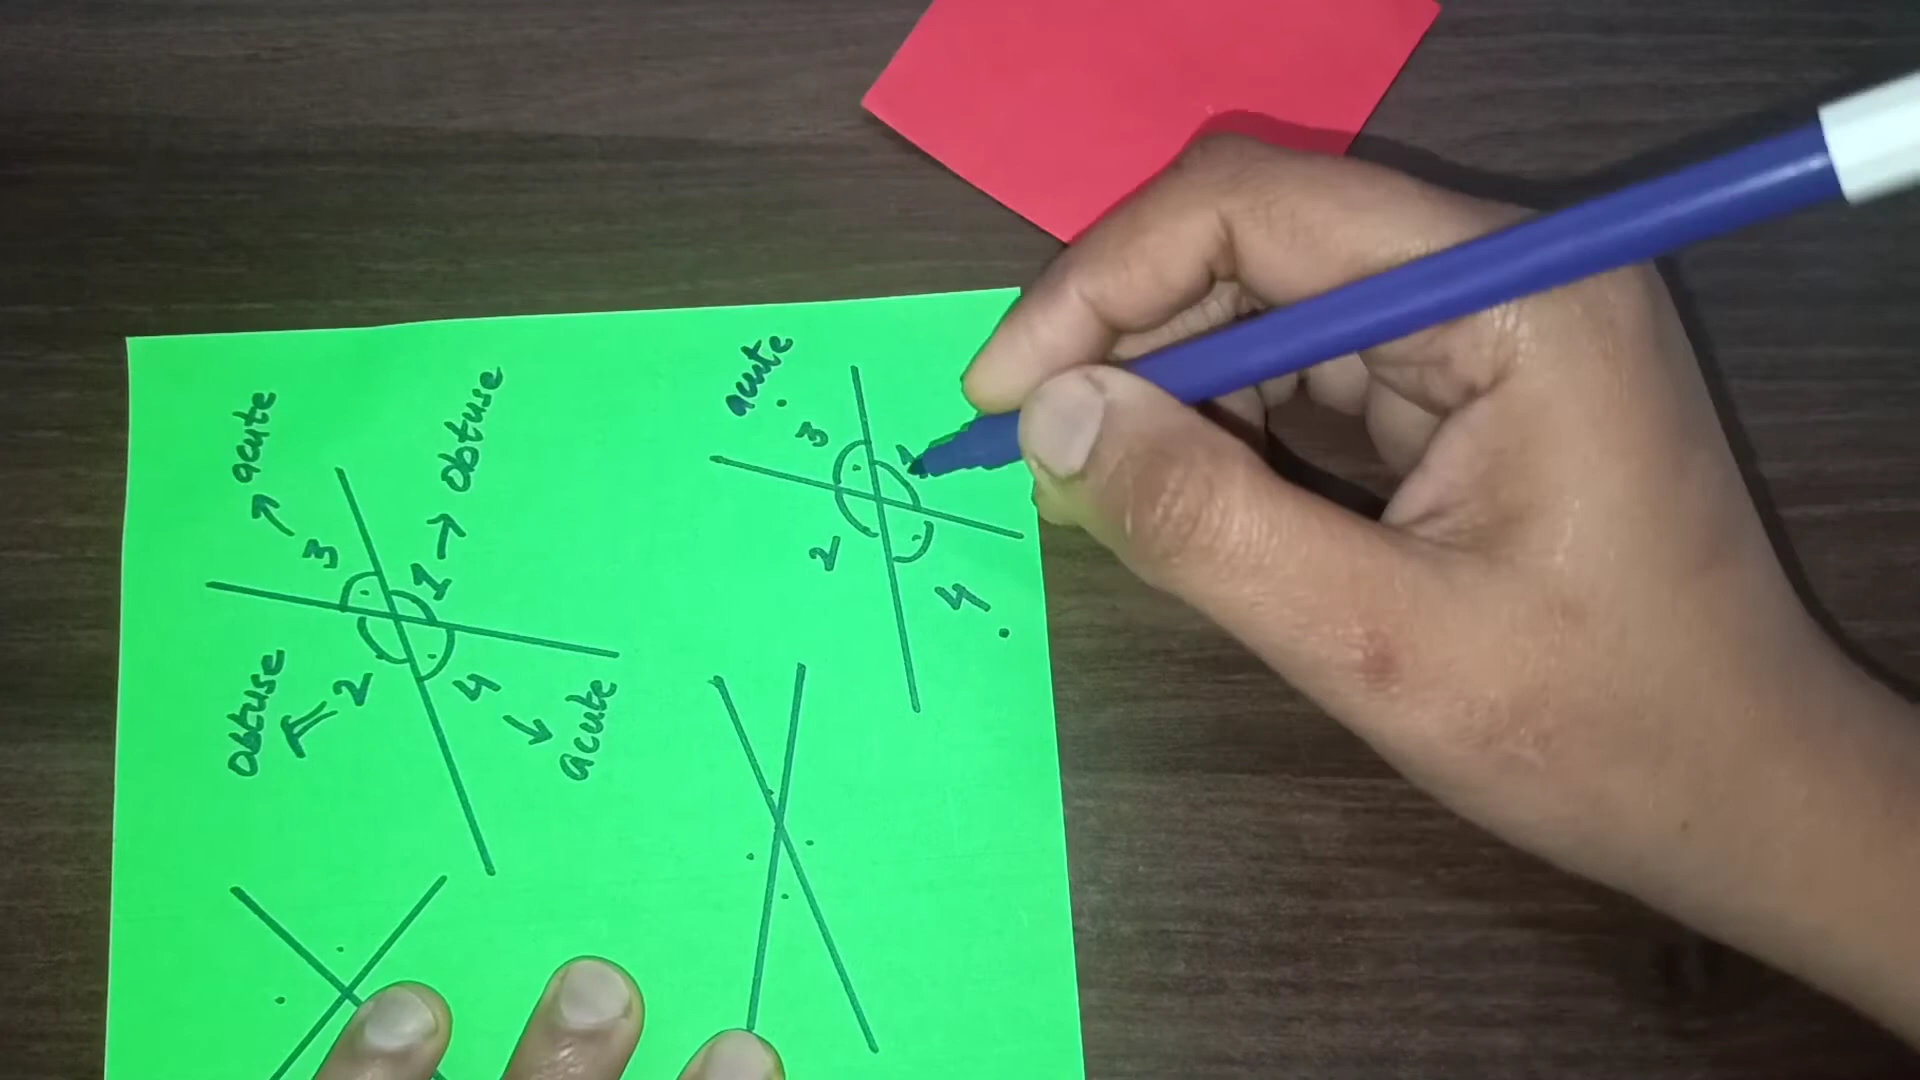 3 → acute
1 → obtuse
2 → obtuse
4 → acute
acute
3
1
2
4